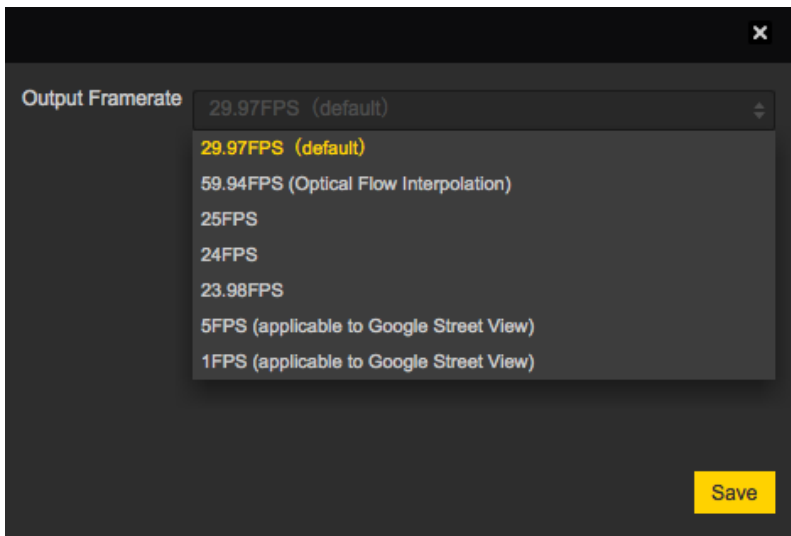 Output Framerate
29.97FPS（default）
29.97FPS（default）
59.94FPS (Optical Flow Interpolation)
25FPS
24FPS
23.98FPS
5FPS (applicable to Google Street View)
1FPS (applicable to Google Street View)
Save